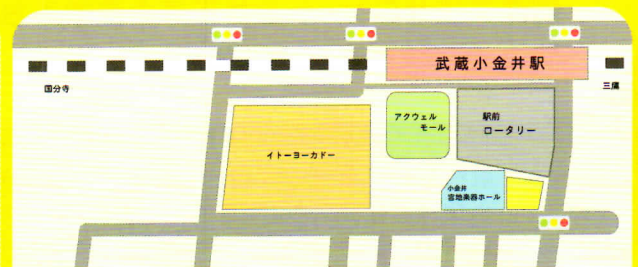 武蔵小金井駅
国分寺
三鷹
アクウェル
モール
駅前
ロータリー
イトーヨーカドー
小金井
宮地楽器ホール